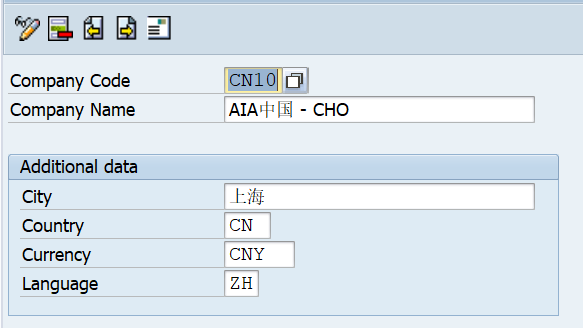 Company Code CN10
Company Name AIA中国 - CHO
Additional data
City 上海
Country CN
Currency CNY
Language ZH